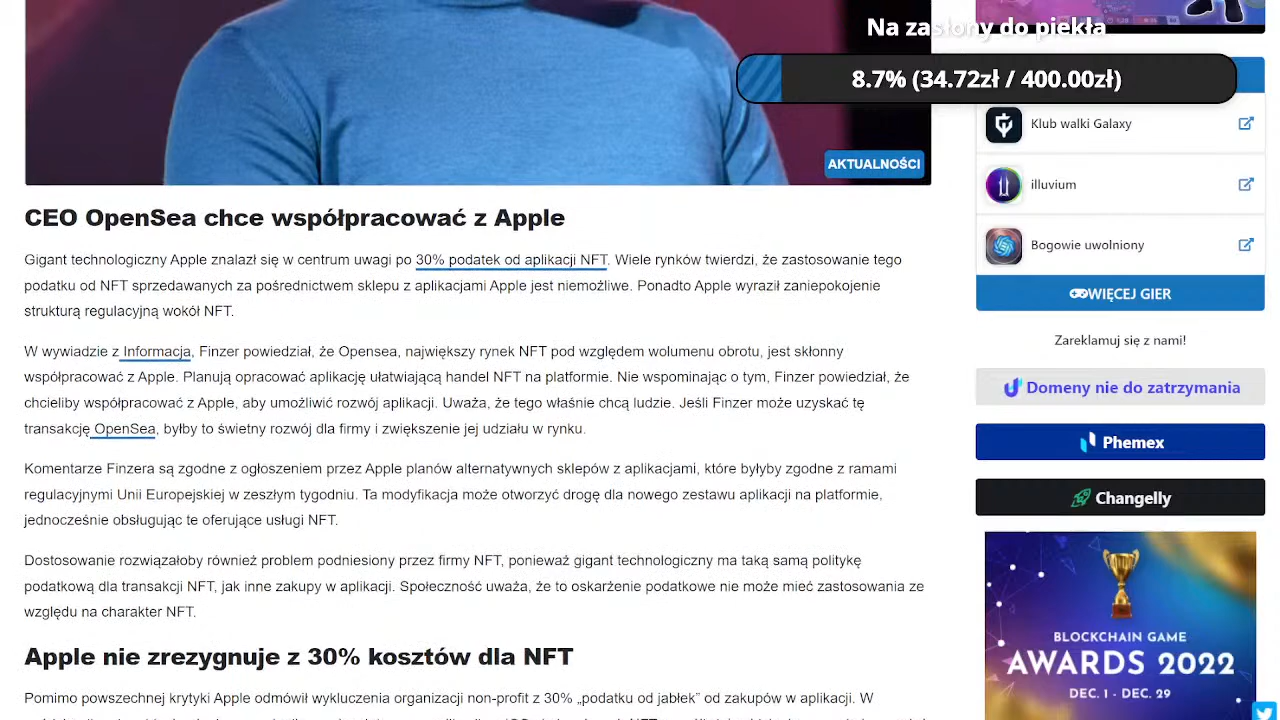 Na zasłony do piekła
8.7% (34.72zł / 400.00zł)
AKTUALNOŚCI
CEO OpenSea chce współpracować z Apple
Gigant technologiczny Apple znalazł się w centrum uwagi po 30% podatek od aplikacji NFT. Wiele rynków twierdzi, że zastosowanie tego
podatku od NFT sprzedawanych za pośrednictwem sklepu z aplikacjami Apple jest niemożliwe. Ponadto Apple wyraził zaniepokojenie
strukturą regulacyjną wokół NFT.
W wywiadzie z Informacja, Finzer powiedział, że Opensea, największy rynek NFT pod względem wolumenu obrotu, jest skłonny
współpracować z Apple. Planują opracować aplikację ułatwiającą handel NFT na platformie. Nie wspominając o tym, Finzer powiedział, że
chcieliby współpracować z Apple, aby umożliwić rozwój aplikacji. Uważa, że tego właśnie chcą ludzie. Jeśli Finzer może uzyskać tę
transakcję OpenSea, byłby to świetny rozwój dla firmy i zwiększenie jej udziału w rynku.
Komentarze Finzera są zgodne z ogłoszeniem przez Apple planów alternatywnych sklepów z aplikacjami, które byłyby zgodne z ramami
regulacyjnymi Unii Europejskiej w zeszłym tygodniu. Ta modyfikacja może otworzyć drogę dla nowego zestawu aplikacji na platformie,
jednocześnie obsługując te oferujące usługi NFT.
Dostosowanie rozwiązałoby również problem podniesiony przez firmy NFT, ponieważ gigant technologiczny ma taką samą politykę
podatkową dla transakcji NFT, jak inne zakupy w aplikacji. Społeczność uważa, że to oskarżenie podatkowe nie może mieć zastosowania ze
względu na charakter NFT.
Apple nie zrezygnuje z 30% kosztów dla NFT
Pomimo powszechnej krytyki Apple odmówił wykluczenia organizacji non-profit z 30% „podatku od jabłek” od zakupów w aplikacji. W
Klub walki Galaxy
illuvium
Bogowie uwolniony
WIĘCEJ GIER
Zareklamuj się z nami!
Domeny nie do zatrzymania
Phemex
Changelly
BLOCKCHAIN GAME
AWARDS 2022
DEC. 1 - DEC. 29